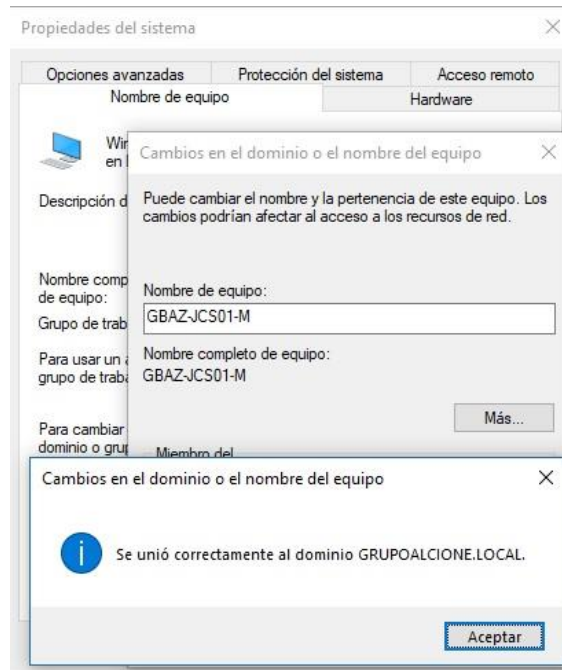 Propiedades del sistema
Opciones avanzadas Protección del sistema Acceso remoto
Nombre de equipo Hardware
Cambios en el dominio o el nombre del equipo
Descripción
Puede cambiar el nombre y la pertenencia de este equipo. Los
cambios podrían afectar al acceso a los recursos de red.
Nombre
de equipo:
Grupo de
Nombre de equipo:
GBAZ-JCS01-M
Para usar un
grupo de
Nombre completo de equipo:
GBAZ-JCS01-M
Más...
Para cambiar
dominio o
Miembro del
Cambios en el dominio o el nombre del equipo
Se unió correctamente al dominio GRUPOALCIONE.LOCAL.
Aceptar